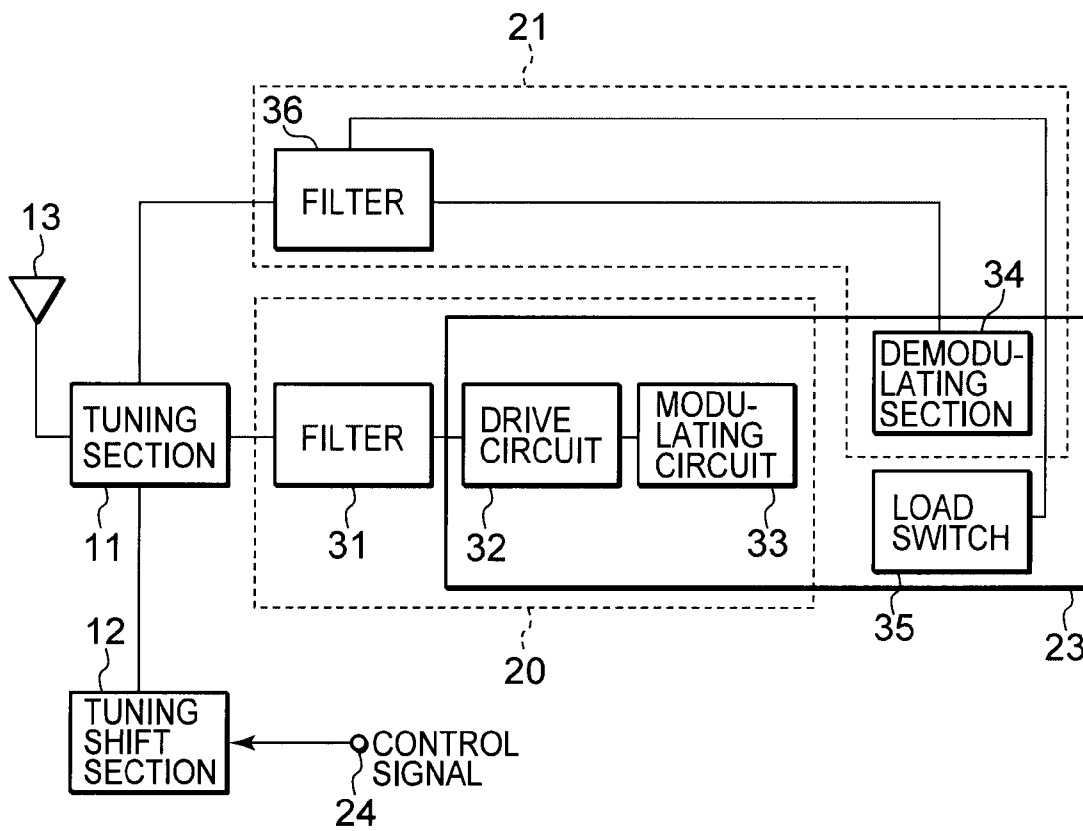 21
36
FILTER
13
34
DEMODU-
LATING
SECTION
TUNING
SECTION
FILTER
DRIVE
CIRCUIT
MODU-
LATING
CIRCUIT
LOAD
SWITCH
11
31
32
33
35
23
12
20
TUNING
SHIFT
SECTION
CONTROL
SIGNAL
24